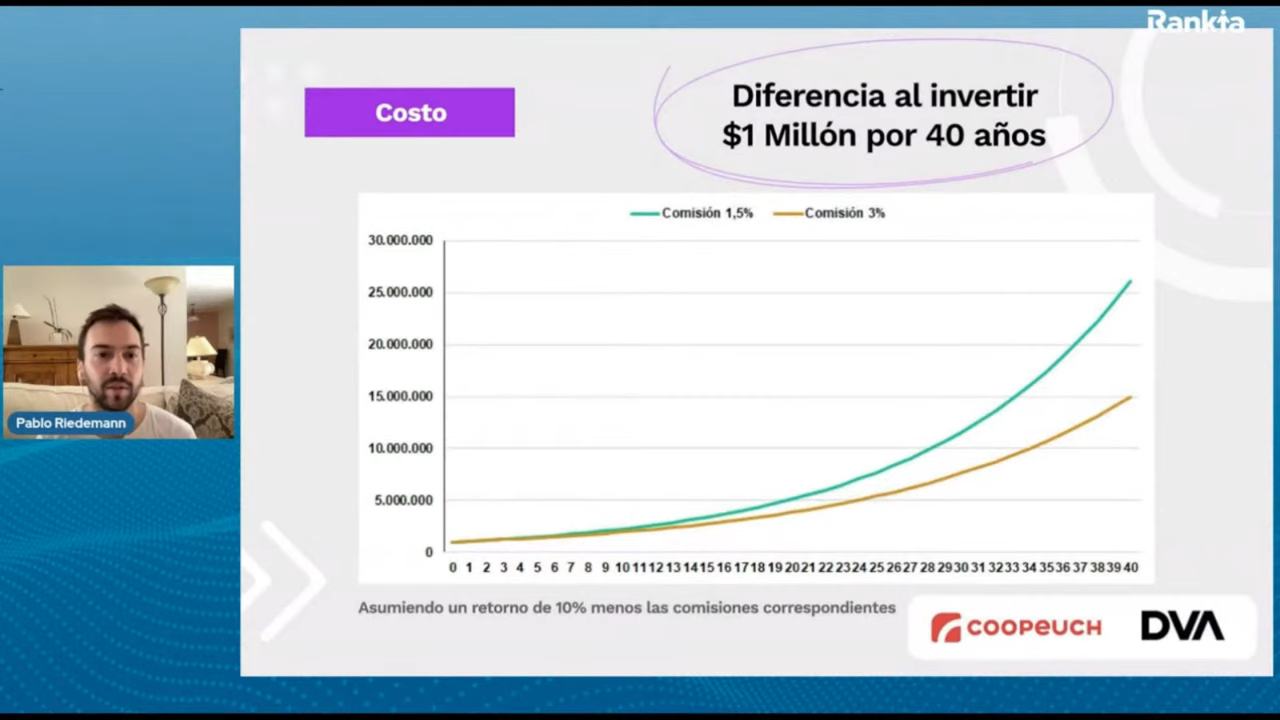 Rankia
Costo
Diferencia al invertir
$1 Millón por 40 años
Comisión 1,5% Comisión 3%
30.000.000
25.000.000
20.000.000
15.000.000
10.000.000
5.000.000
0
0 1 2 3 4 5 6 7 8 9 10 11 12 13 14 15 16 17 18 19 20 21 22 23 24 25 26 27 28 29 30 31 32 33 34 35 36 37 38 39 40
Pablo Riedemann
Asumiendo un retorno de 10% menos las comisiones correspondientes
COOPEUCH DVA